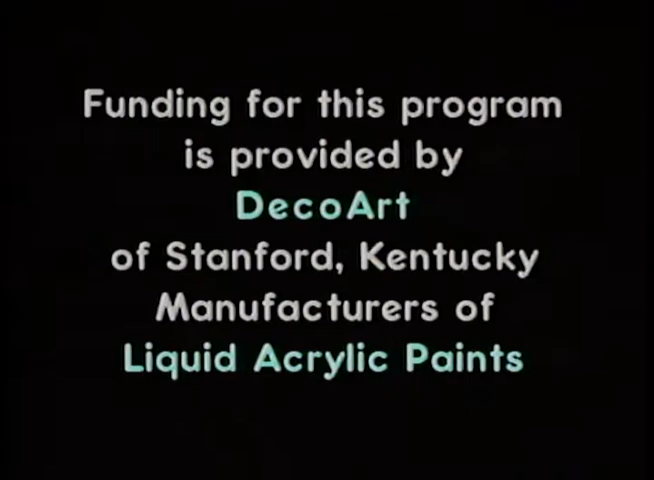 Funding for this program
is provided by
DecoArt
of Stanford, Kentucky
Manufacturers of
Liquid Acrylic Paints